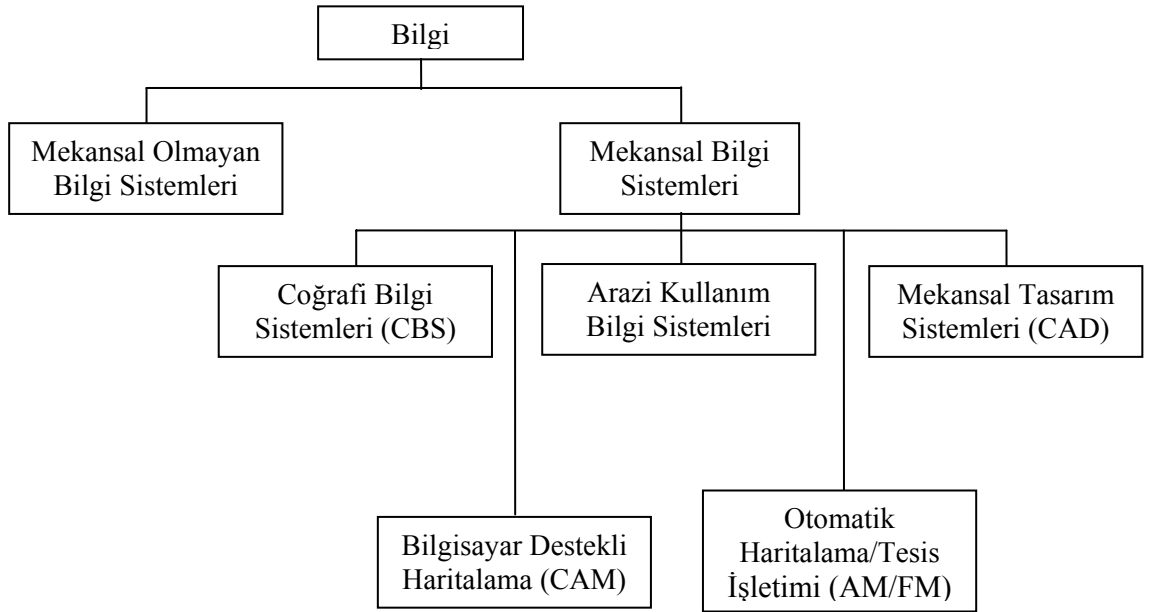 Bilgi
Mekansal Olmayan
Bilgi Sistemleri
Mekansal Bilgi
Sistemleri
Coğrafi Bilgi
Sistemleri (CBS)
Arazi Kullanım
Bilgi Sistemleri
Mekansal Tasarım
Sistemleri (CAD)
Bilgisayar Destekli
Haritalama (CAM)
Otomatik
Haritalama/Tesis
İşletimi (AM/FM)